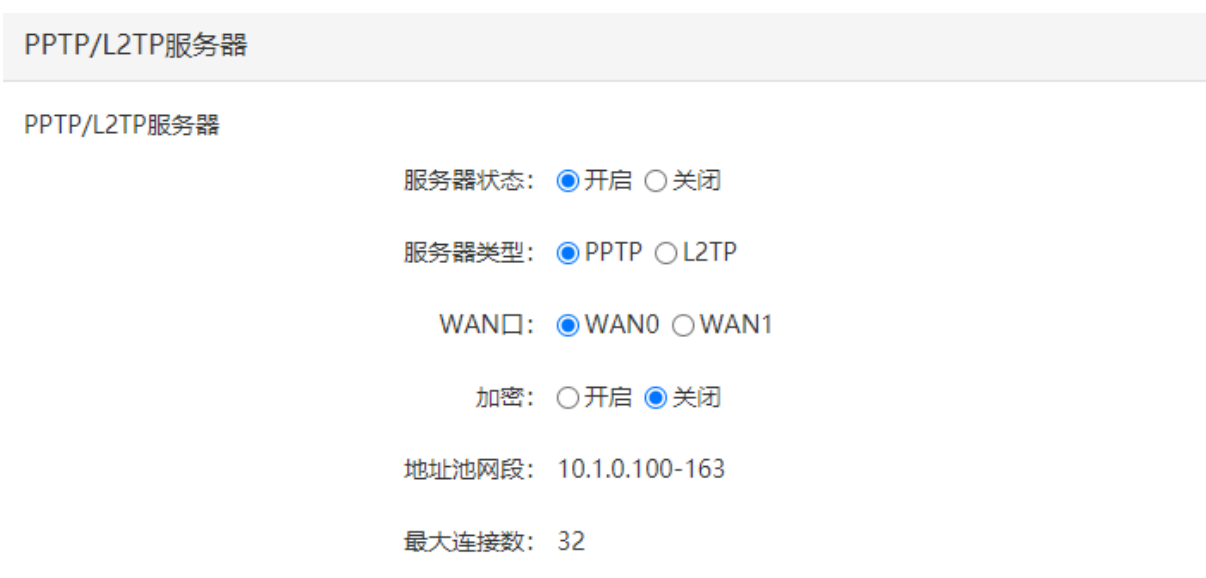 PPTP/L2TP服务器
PPTP/L2TP服务器
服务器状态： 开启 关闭
服务器类型： PPTP L2TP
WAN口： WAN0 WAN1
加密： 开启 关闭
地址池网段： 10.1.0.100-163
最大连接数： 32